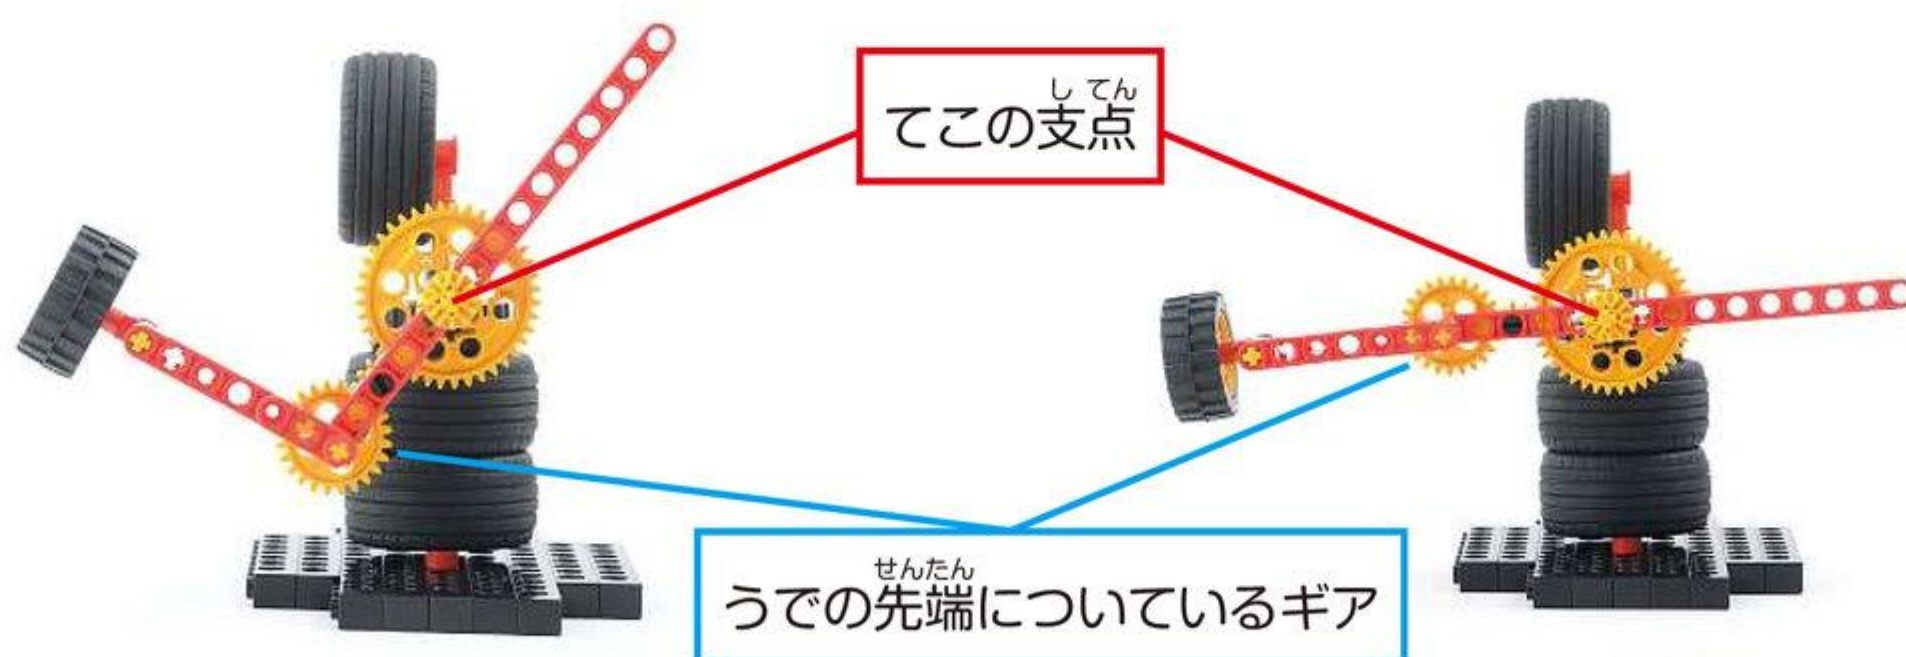 てこの支点
してん
うでの先端についているギア
せんたん